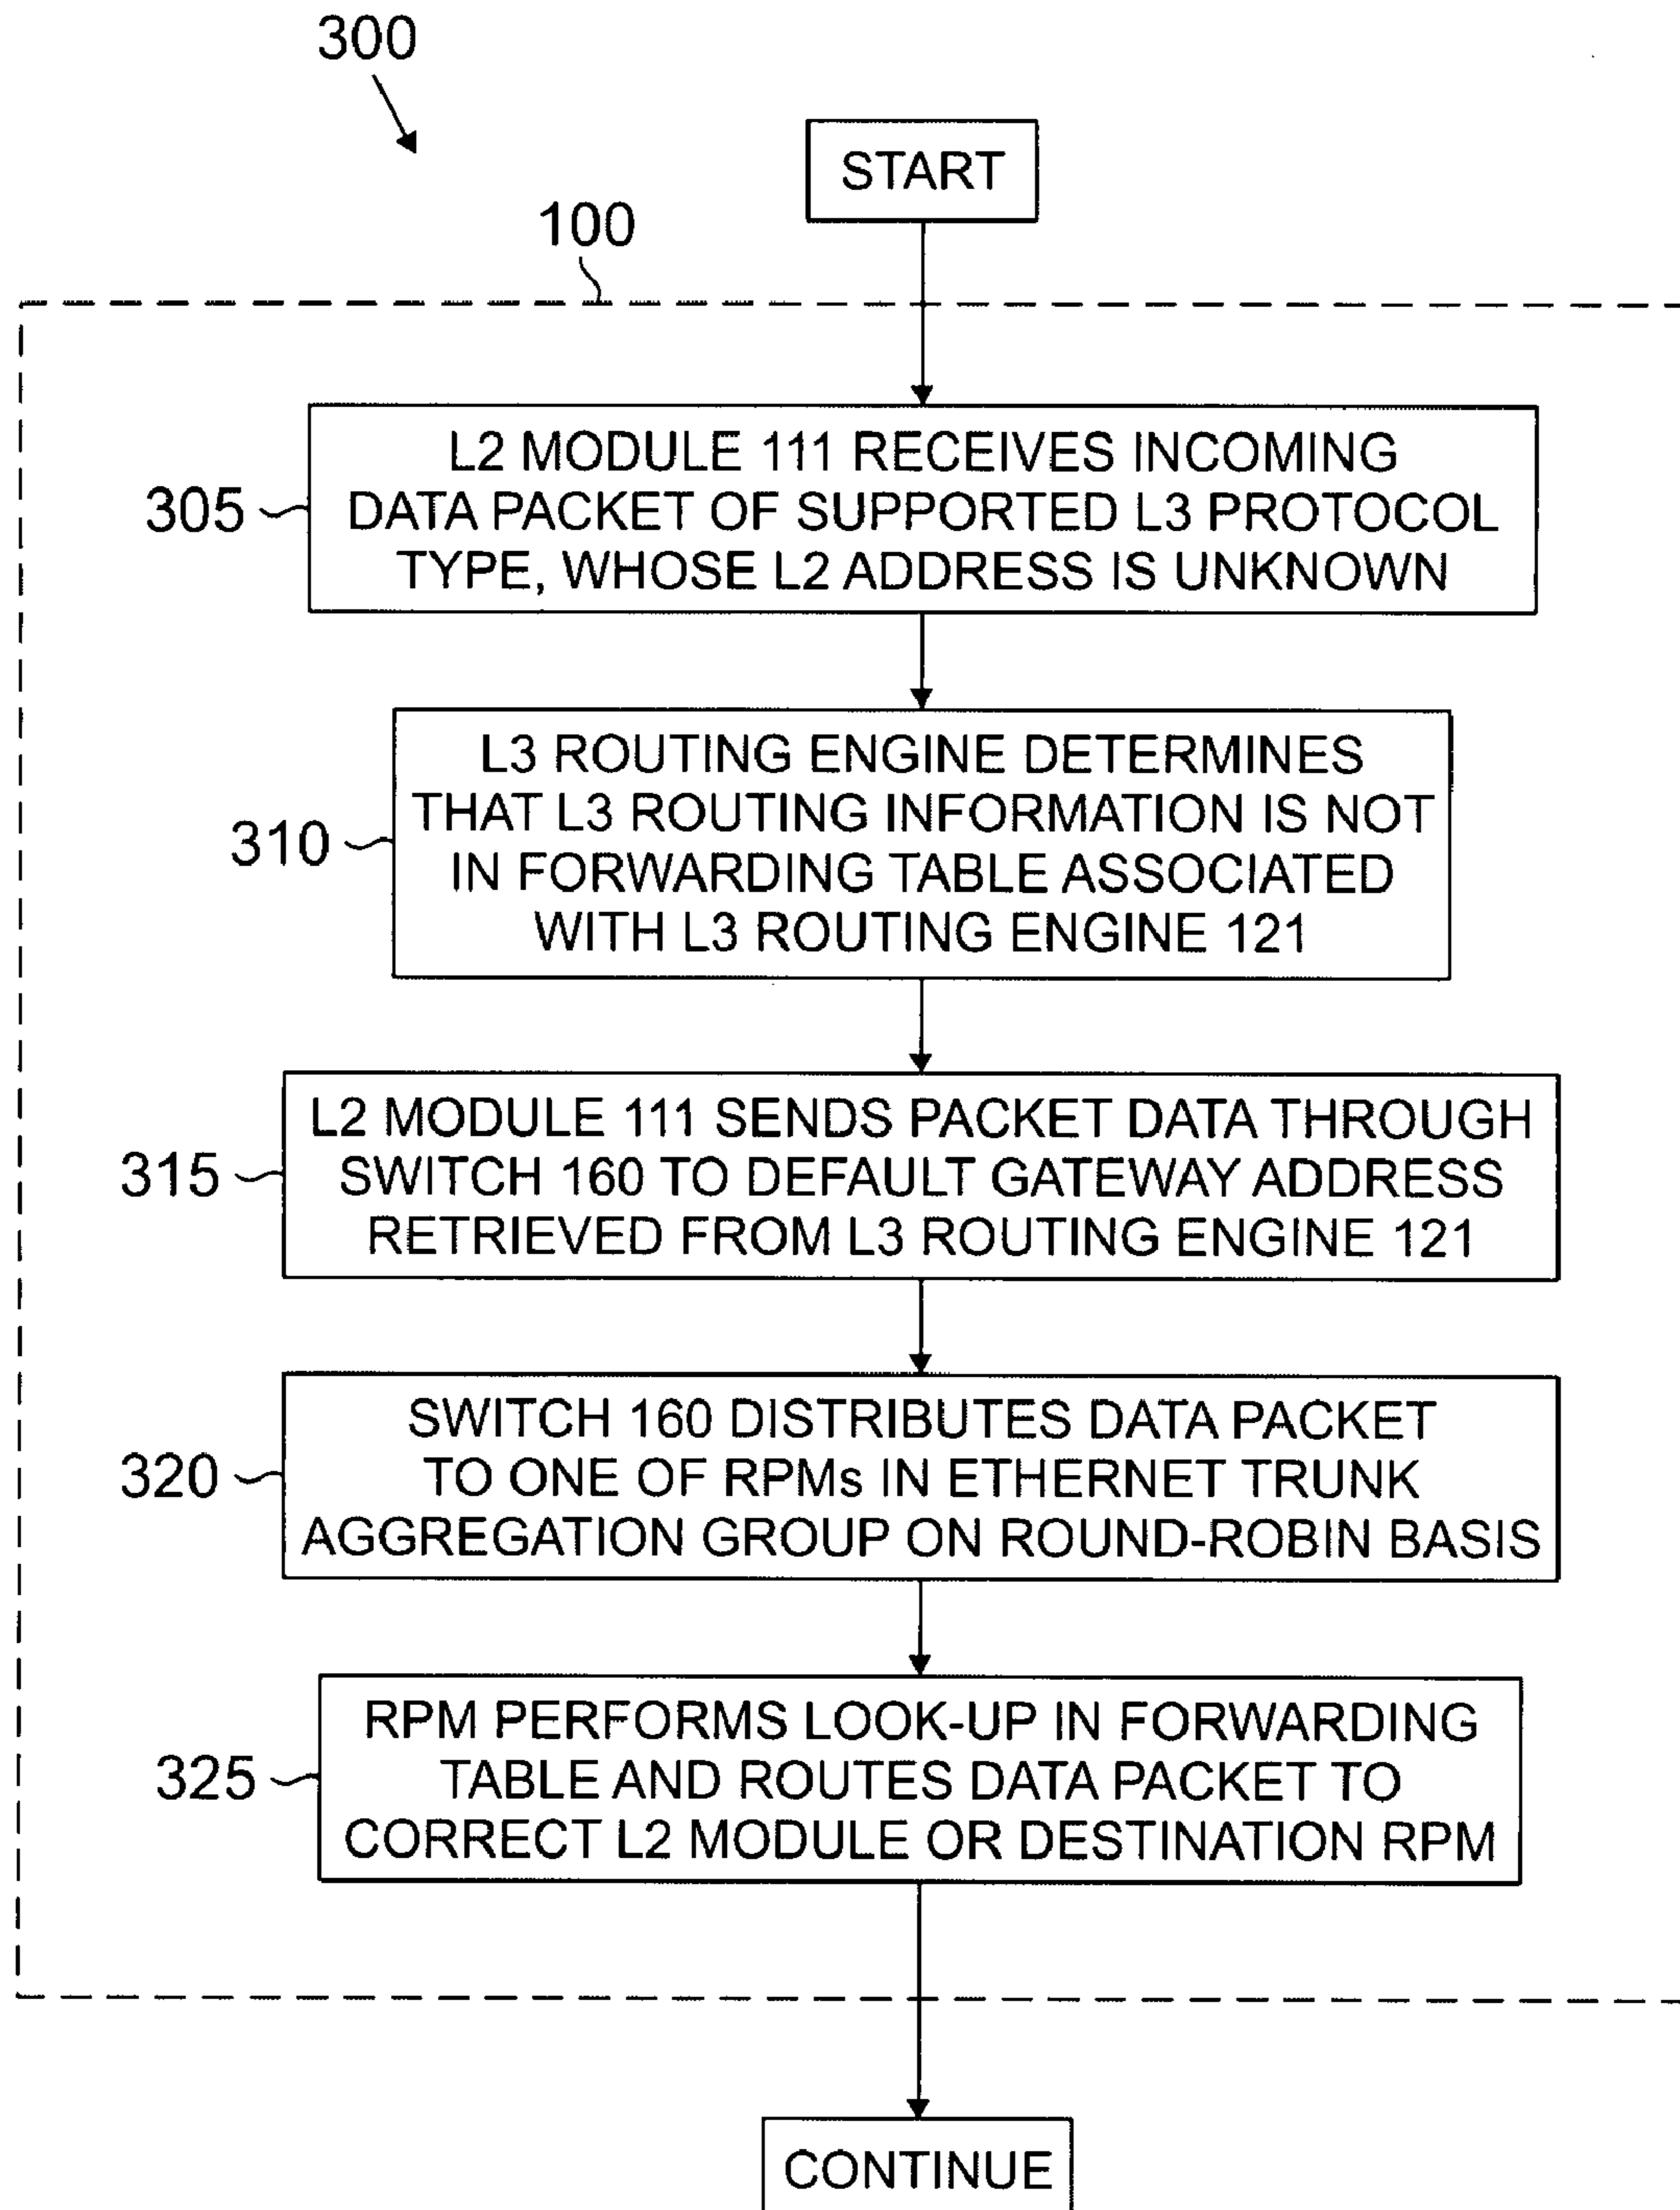 300
START
100
L2 MODULE 111 RECEIVES INCOMING
DATA PACKET OF SUPPORTED L3 PROTOCOL
TYPE, WHOSE L2 ADDRESS IS UNKNOWN
305
L3 ROUTING ENGINE DETERMINES
THAT L3 ROUTING INFORMATION IS NOT
IN FORWARDING TABLE ASSOCIATED
WITH L3 ROUTING ENGINE 121
310
L2 MODULE 111 SENDS PACKET DATA THROUGH
SWITCH 160 TO DEFAULT GATEWAY ADDRESS
RETRIEVED FROM L3 ROUTING ENGINE 121
315
SWITCH 160 DISTRIBUTES DATA PACKET
TO ONE OF RPMs IN ETHERNET TRUNK
AGGREGATION GROUP ON ROUND-ROBIN BASIS
320
RPM PERFORMS LOOK-UP IN FORWARDING
TABLE AND ROUTES DATA PACKET TO
CORRECT L2 MODULE OR DESTINATION RPM
325
CONTINUE